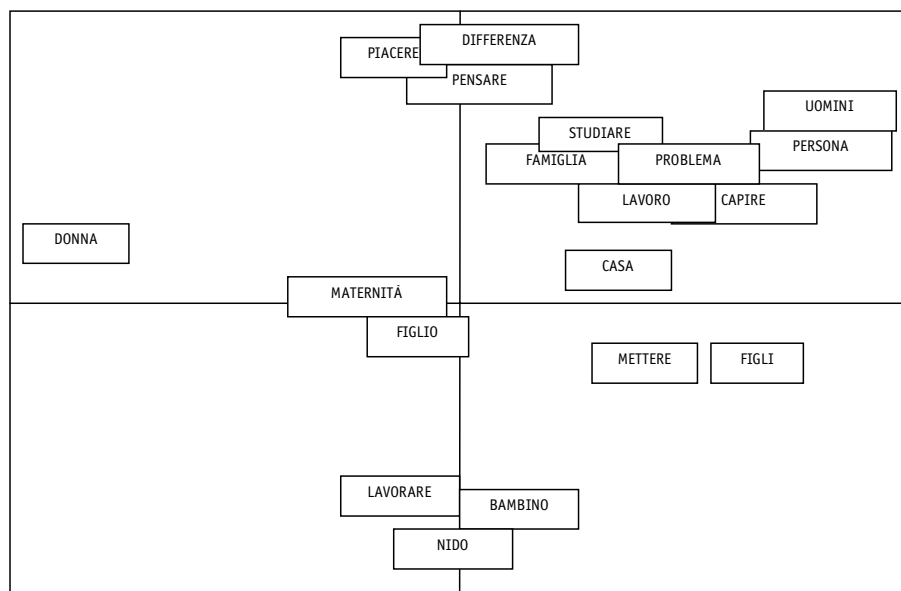 DIFFERENZA
PIACERE
PENSARE
UOMINI
STUDIARE
PERSONA
FAMIGLIA
PROBLEMA
LAVORO
CAPIRE
DONNA
CASA
MATERNITÁ
FIGLIO
METTERE
FIGLI
LAVORARE
BAMBINO
NIDO